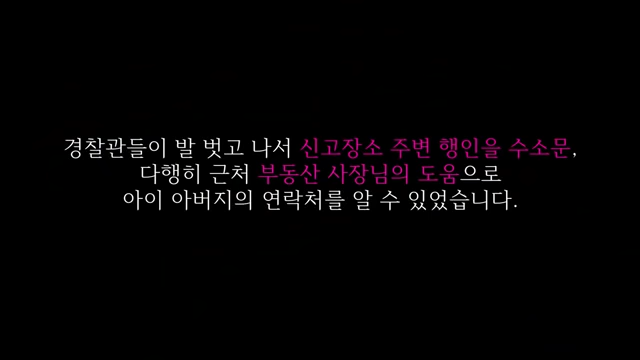 경찰관들이 발 벗고 나서 신고장소 주변 행인을 수소문,
다행히 근처 부동산 사장님의 도움으로
아이 아버지의 연락처를 알 수 있었습니다.